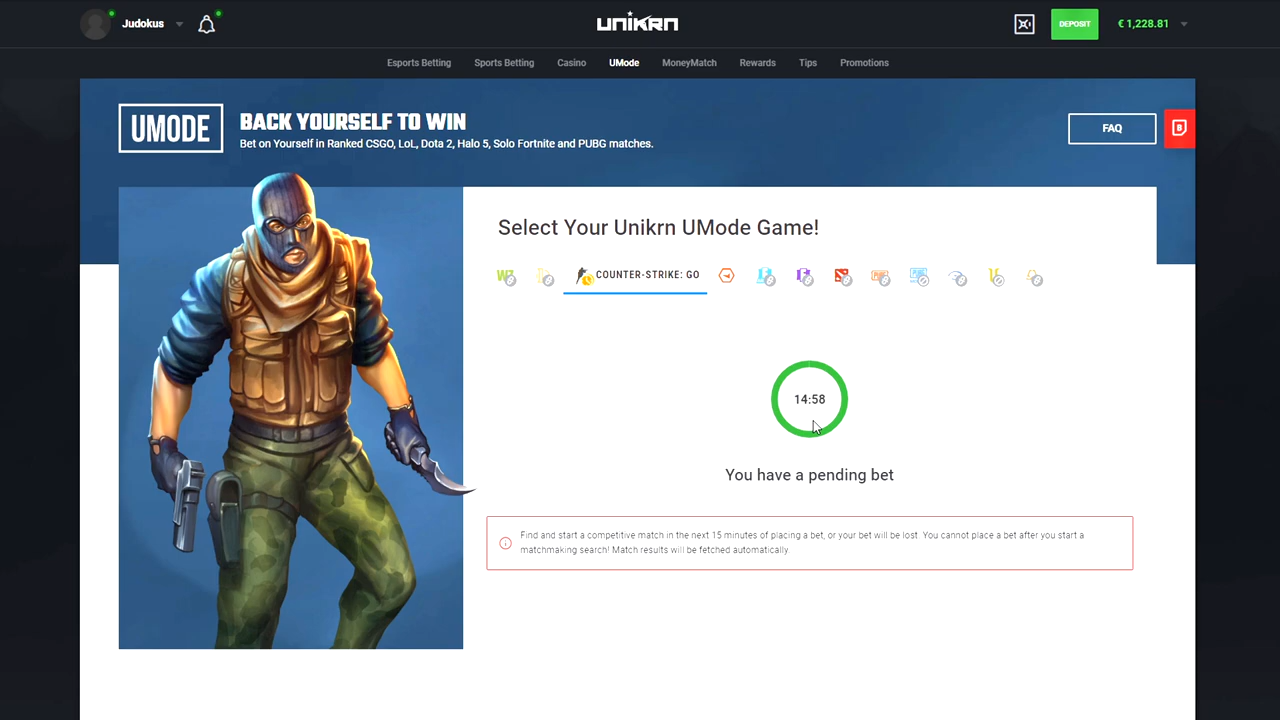 Judokus
UNIKRN
DEPOSIT
€ 1,228.81
Esports Betting
Sports Betting
Casino
UMode
MoneyMatch
Rewards
Tips
Promotions
UMODE
BACK YOURSELF TO WIN
Bet on Yourself in Ranked CSGO, LoL, Dota 2, Halo 5, Solo Fortnite and PUBG matches.
FAQ
B
Select Your Unikrn UMode Game!
COUNTER-STRIKE: GO
14:58
You have a pending bet
Find and start a competitive match in the next 15 minutes of placing a bet, or your bet will be lost. You cannot place a bet after you start a
matchmaking search! Match results will be fetched automatically